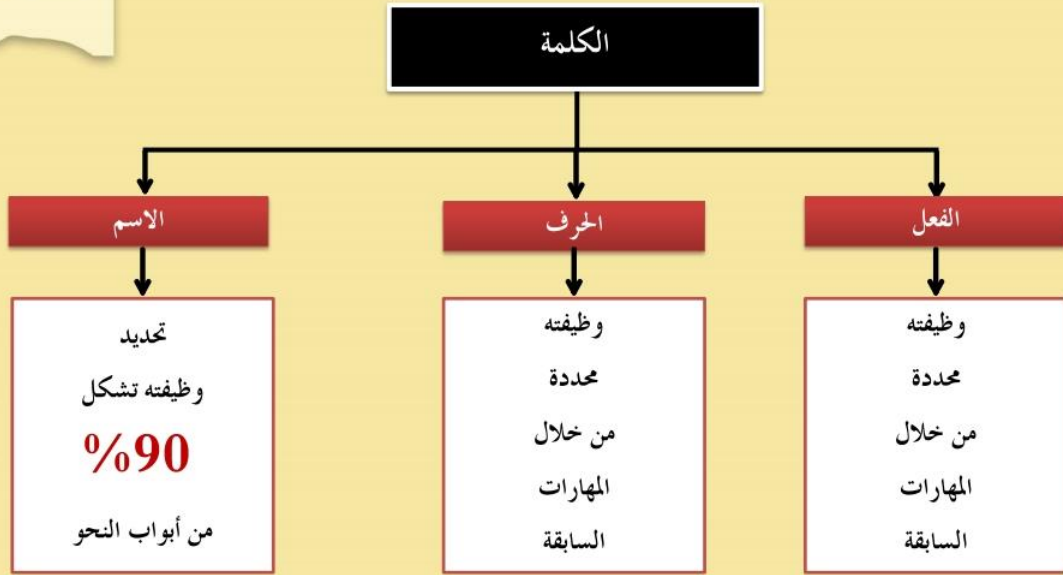 الكلمة
الفعل
الحرف
الاسم
وظيفته
محددة
من خلال
المهارات
السابقة
وظيفته
محددة
من خلال
المهارات
السابقة
تحديد
وظيفته تشكل
%90
من أبواب النحو